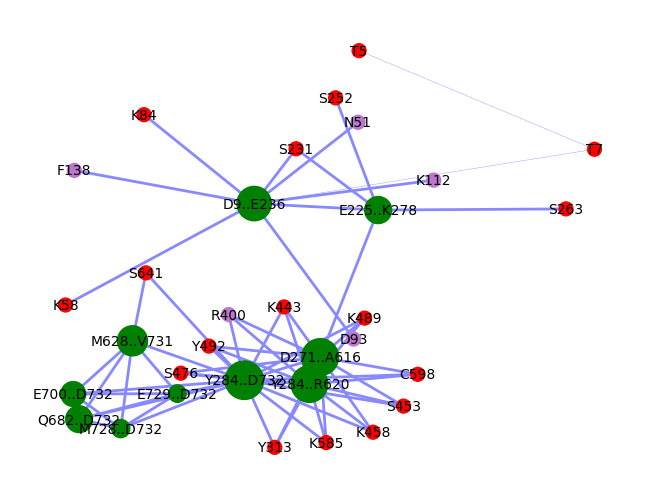 T5
S252
K84
N51
S231
T7
F138
K112
D9..E236
E225..K278
S263
S641
K58
R400
K443
K489
D93
M628..V731
Y492
D271..A616
S476
Y284..D732
Y284..R620
C598
E700..D732
E729..D732
S453
Q682..D732
M728..D732
K458
Y313
K585